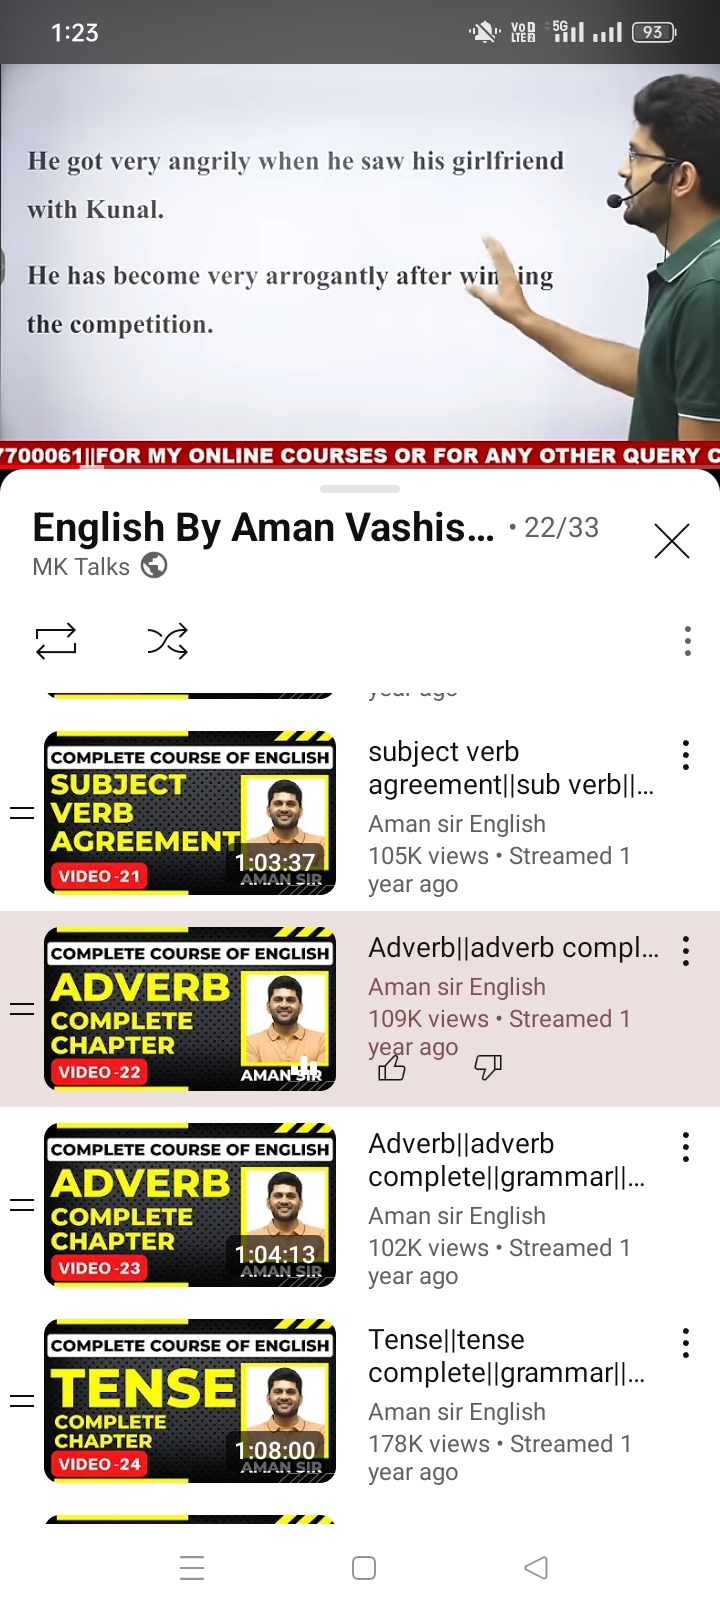 1:23
VoD LTE2 5G 93
He got very angrily when he saw his girlfriend
with Kunal.
He has become very arrogantly after winning
the competition.
7700061||FOR MY ONLINE COURSES OR FOR ANY OTHER QUERY C
English By Aman Vashis... • 22/33
MK Talks
year ago
COMPLETE COURSE OF ENGLISH
SUBJECT
VERB
AGREEMENT
1:03:37
VIDEO -21
AMAN SIR
subject verb
agreement||sub verb||...
Aman sir English
105K views • Streamed 1
year ago
COMPLETE COURSE OF ENGLISH
ADVERB
COMPLETE
CHAPTER
VIDEO -22
AMAN SIR
Adverb||adverb compl...
Aman sir English
109K views • Streamed 1
year ago
COMPLETE COURSE OF ENGLISH
ADVERB
COMPLETE
CHAPTER
1:04:13
VIDEO -23
AMAN SIR
Adverb||adverb
complete||grammar||...
Aman sir English
102K views • Streamed 1
year ago
COMPLETE COURSE OF ENGLISH
TENSE
COMPLETE
CHAPTER
1:08:00
VIDEO -24
AMAN SIR
Tense||tense
complete||grammar||...
Aman sir English
178K views • Streamed 1
year ago